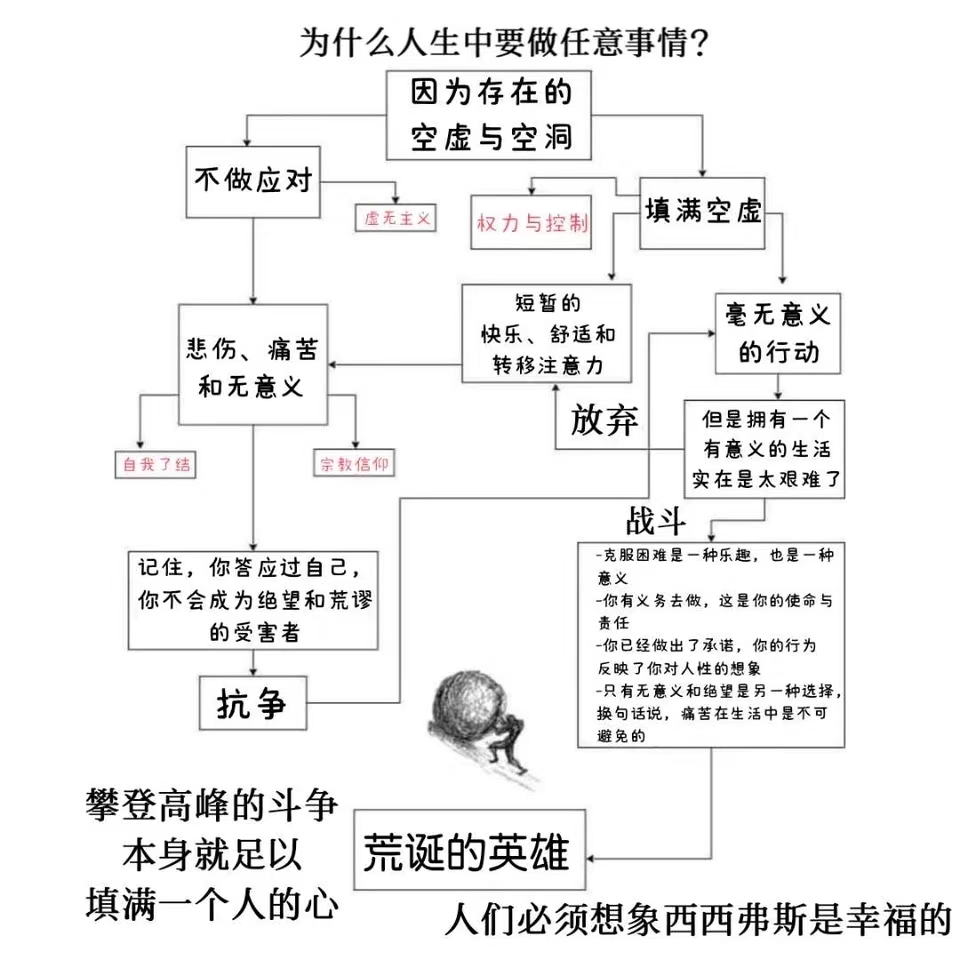 为什么人生中要做任意事情?
因为存在的
空虚与空洞
不做应对
虚无主义
权力与控制
填满空虚
短暂的
快乐、舒适和
转移注意力
毫无意义
的行动
悲伤、痛苦
和无意义
放弃
但是拥有一个
有意义的生活
实在是太艰难了
自我了结
宗教信仰
战斗
记住，你答应过自己，
你不会成为绝望和荒谬
的受害者
抗争
-克服困难是一种乐趣，也是一种
意义
-你有义务去做，这是你的使命与
责任
-你已经做出了承诺，你的行为
反映了你对人性的想象
-只有无意义和绝望是另一种选择，
换句话说，痛苦在生活中是不可
避免的
攀登高峰的斗争
本身就足以
填满一个人的心
荒诞的英雄
人们必须想象西西弗斯是幸福的